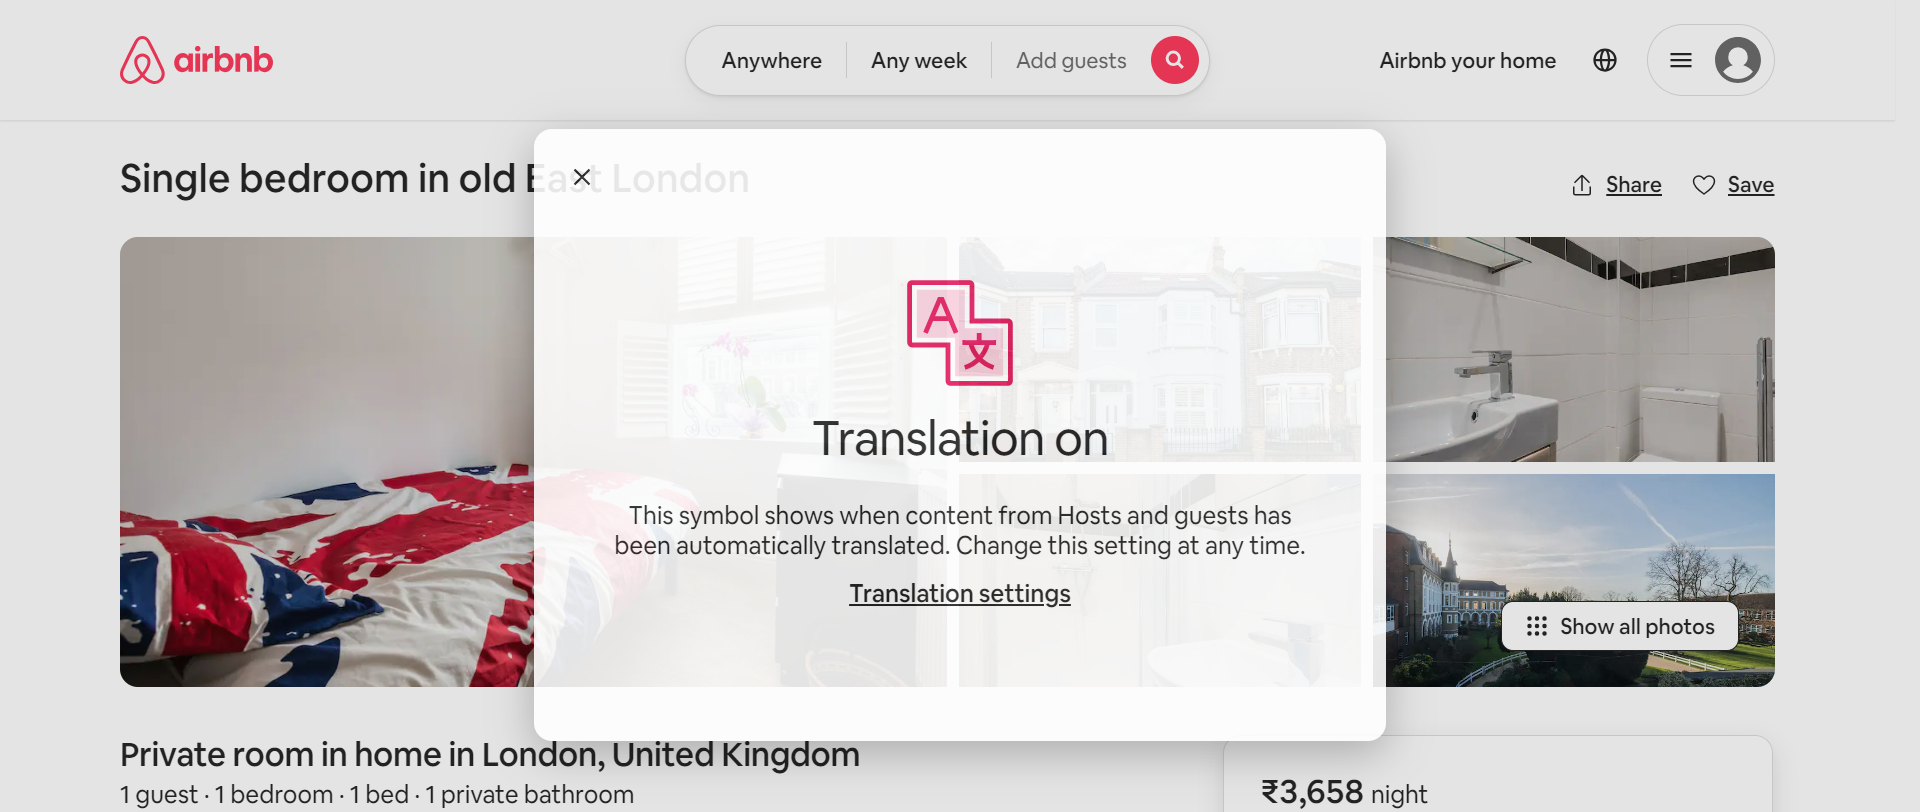 airbnb
Anywhere
Any week
Add guests
Airbnb your home
Single bedroom in old East London
Share
Save
A
文
Translation on
This symbol shows when content from Hosts and guests has
been automatically translated. Change this setting at any time.
Translation settings
Show all photos
Private room in home in London, United Kingdom
1 guest · 1 bedroom · 1 bed · 1 private bathroom
₹3,658 night